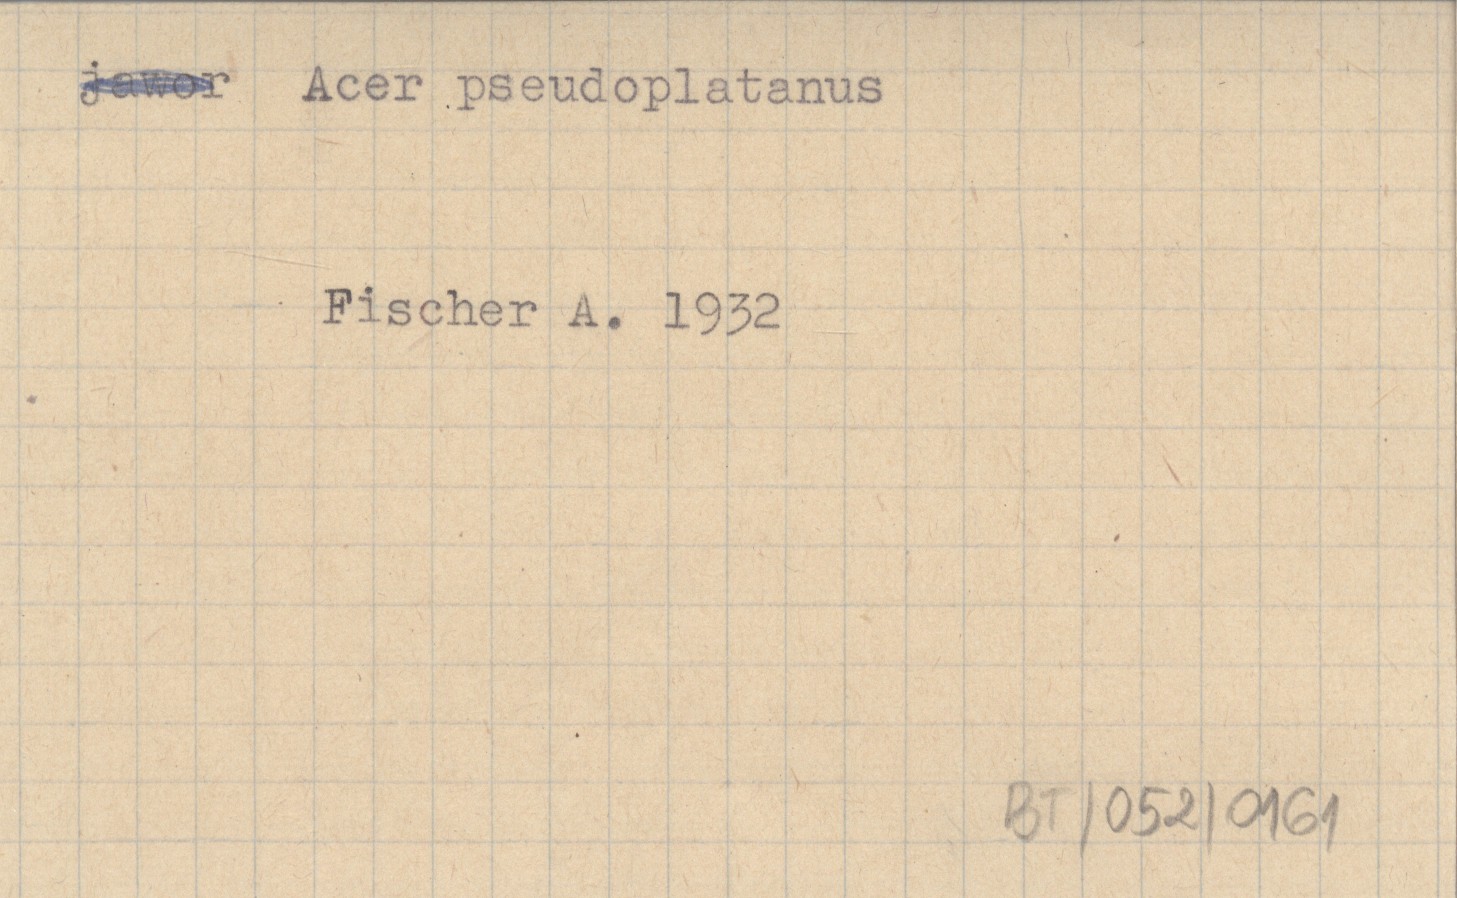 jawor Acer pseudoplatanus
Fischer A. 1932
BT/052/0161